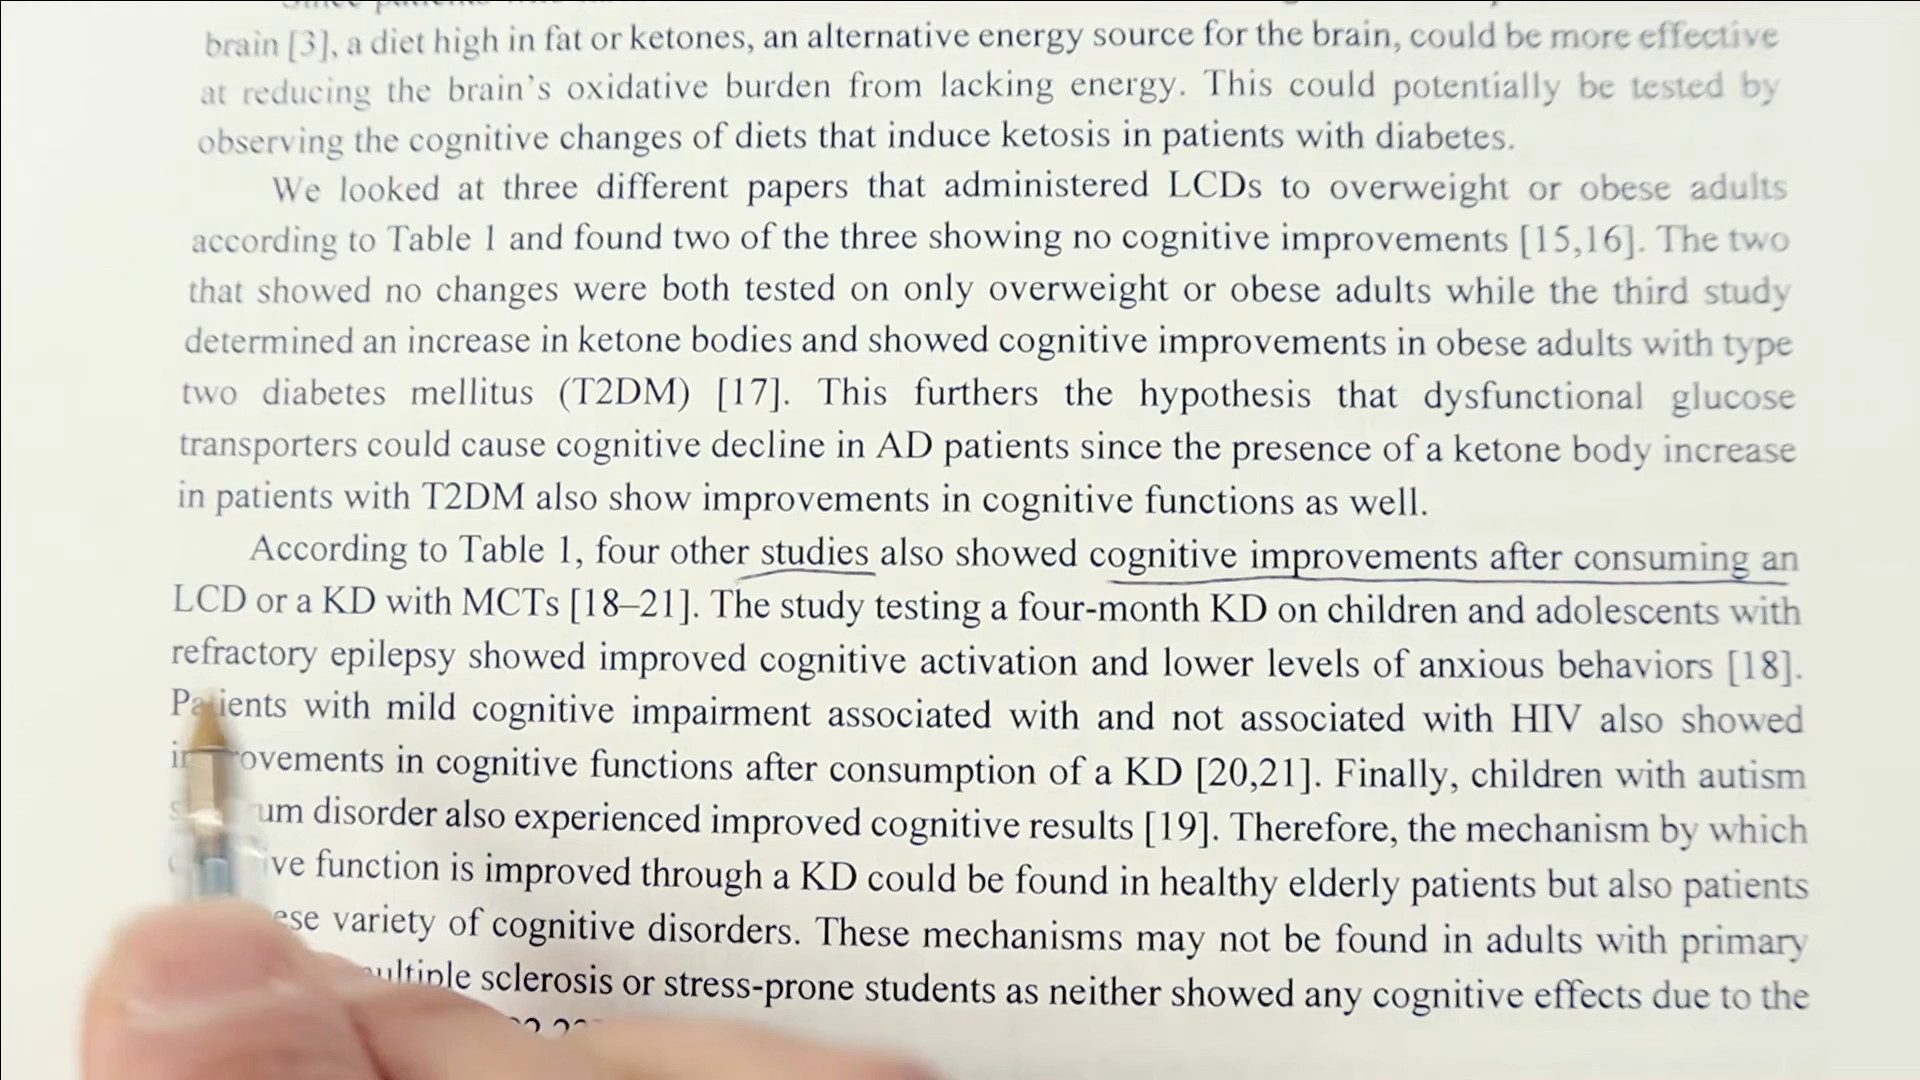 brain [3], a diet high in fat or ketones, an alternative energy source for the brain, could be more effective
at reducing the brain's oxidative burden from lacking energy. This could potentially be tested by
observing the cognitive changes of diets that induce ketosis in patients with diabetes.
We looked at three different papers that administered LCDs to overweight or obese adults
according to Table 1 and found two of the three showing no cognitive improvements [15,16]. The two
that showed no changes were both tested on only overweight or obese adults while the third study
determined an increase in ketone bodies and showed cognitive improvements in obese adults with type
two diabetes mellitus (T2DM) [17]. This furthers the hypothesis that dysfunctional glucose
transporters could cause cognitive decline in AD patients since the presence of a ketone body increase
in patients with T2DM also show improvements in cognitive functions as well.
According to Table 1, four other studies also showed cognitive improvements after consuming an
LCD or a KD with MCTs [18–21]. The study testing a four-month KD on children and adolescents with
refractory epilepsy showed improved cognitive activation and lower levels of anxious behaviors [18].
Patients with mild cognitive impairment associated with and not associated with HIV also showed
in cognitive functions after consumption of a KD [20,21]. Finally, children with autism
disorder also experienced improved cognitive results [19]. Therefore, the mechanism by which
function is improved through a KD could be found in healthy elderly patients but also patients
variety of cognitive disorders. These mechanisms may not be found in adults with primary
sclerosis or stress-prone students as neither showed any cognitive effects due to the